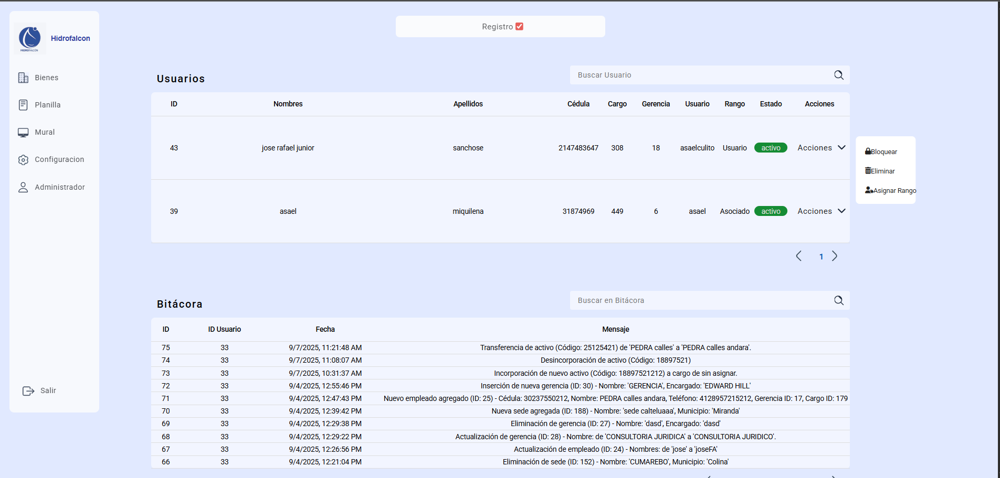 Registro
HIDROFALCÓN
Hidrofalcon
Bienes
Planilla
Mural
Configuracion
Administrador
Salir
Usuarios
Buscar Usuario
ID Nombres Apellidos Cédula Cargo Gerencia Usuario Rango Estado Acciones
43 jose rafael junior sanchose 2147483647 308 18 asaelculito Usuario activo Acciones
Bloquear
Eliminar
Asignar Rango
39 asael miquilena 31874969 449 6 asael Asociado activo Acciones
1
Bitácora
Buscar en Bitácora
ID ID Usuario Fecha Mensaje
75 33 9/7/2025, 11:21:48 AM Transferencia de activo (Código: 25125421) de 'PEDRA calles' a 'PEDRA calles andara'.
74 33 9/7/2025, 11:08:07 AM Desincorporación de activo (Código: 18897521)
73 33 9/7/2025, 10:31:37 AM Incorporación de nuevo activo (Código: 18897521212) a cargo de sin asignar.
72 33 9/4/2025, 12:55:46 PM Inserción de nueva gerencia (ID: 30) - Nombre: 'GERENCIA', Encargado: 'EDWARD HILL'
71 33 9/4/2025, 12:47:43 PM Nuevo empleado agregado (ID: 25) - Cédula: 30237550212, Nombre: PEDRA calles andara, Teléfono: 4128957215212, Gerencia ID: 17, Cargo ID: 179
70 33 9/4/2025, 12:39:42 PM Nueva sede agregada (ID: 188) - Nombre: 'sede calteluaaa', Municipio: 'Miranda'
69 33 9/4/2025, 12:29:38 PM Eliminación de gerencia (ID: 27) - Nombre: 'dasd', Encargado: 'dasd'
68 33 9/4/2025, 12:29:22 PM Actualización de gerencia (ID: 28) - Nombre: de 'CONSULTORIA JURIDICA' a 'CONSULTORIA JURIDICO'.
67 33 9/4/2025, 12:26:56 PM Actualización de empleado (ID: 24) - Nombres: de 'jose' a 'joseFA'
66 33 9/4/2025, 12:21:04 PM Eliminación de sede (ID: 152) - Nombre: 'CUMAREBO', Municipio: 'Colina'